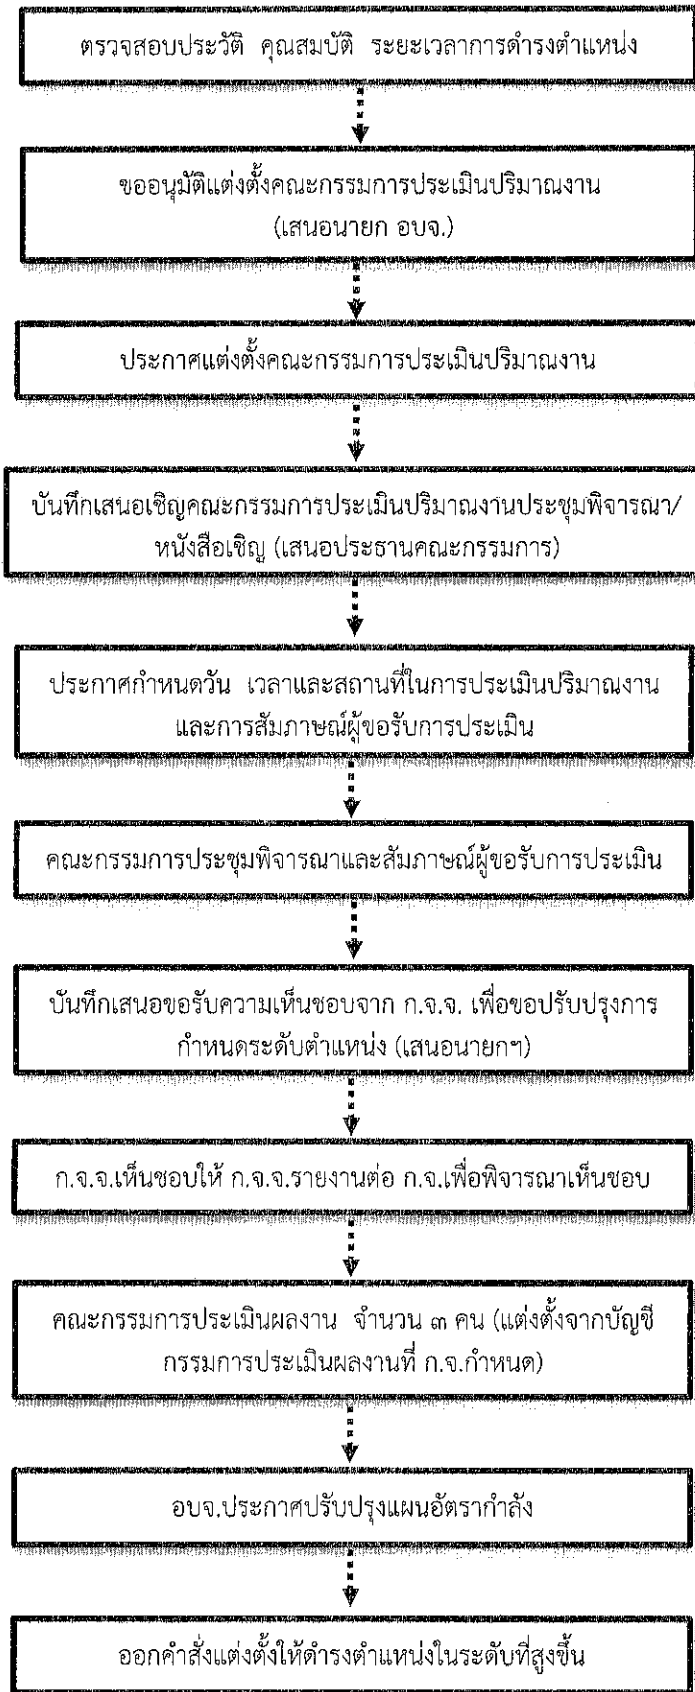 ตรวจสอบประวัติ คุณสมบัติ ระยะเวลาการดำรงตำแหน่ง
ขออนุมัติแต่งตั้งคณะกรรมการประเมินปริมาณงาน
(เสนอนายก อบจ.)
ประกาศแต่งตั้งคณะกรรมการประเมินปริมาณงาน
บันทึกเสนอเชิญคณะกรรมการประเมินปริมาณงานประชุมพิจารณา/
หนังสือเชิญ (เสนอประธานคณะกรรมการ)
ประกาศกำหนดวัน เวลาและสถานที่ในการประเมินปริมาณงาน
และการสัมภาษณ์ผู้ขอรับการประเมิน
คณะกรรมการประชุมพิจารณาและสัมภาษณ์ผู้ขอรับการประเมิน
บันทึกเสนอขอรับความเห็นชอบจาก ก.จ.จ. เพื่อขอปรับปรุงการ
กำหนดระดับตำแหน่ง (เสนอนายกฯ)
ก.จ.จ.เห็นชอบให้ ก.จ.จ.รายงานต่อ ก.จ.เพื่อพิจารณาเห็นชอบ
คณะกรรมการประเมินผลงาน จำนวน ๓ คน (แต่งตั้งจากบัญชี
กรรมการประเมินผลงานที่ ก.จ.กำหนด)
อบจ.ประกาศปรับปรุงแผนอัตรากำลัง
ออกคำสั่งแต่งตั้งให้ดำรงตำแหน่งในระดับที่สูงขึ้น